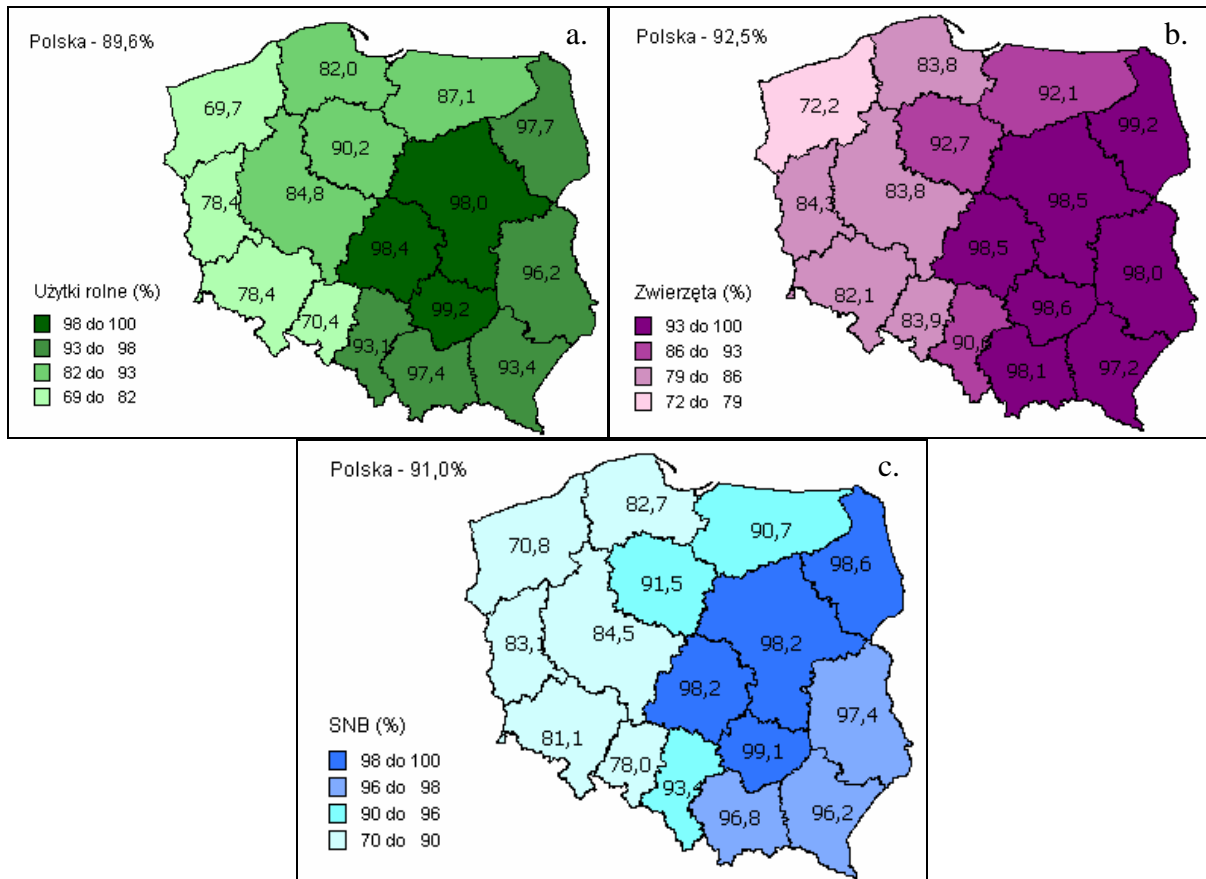 Polska - 89,6%
a.
82,0
69,7
87,1
97,7
90,2
84,8
78,4
98,0
98,4
96,2
78,4
99,2
70,4
93,1
97,4
93,4
Użytki rolne (%)
98 do 100
93 do 98
82 do 93
69 do 82
Polska - 92,5%
b.
83,8
72,2
92,1
99,2
92,7
83,8
84,3
98,5
98,5
98,0
82,1
98,6
83,9
90,6
98,1
97,2
Zwierzęta (%)
93 do 100
86 do 93
79 do 86
72 do 79
Polska - 91,0%
c.
82,7
70,8
90,7
98,6
91,5
84,5
83,
98,2
98,2
97,4
81,1
99,1
78,0
93,4
96,8
96,2
SNB (%)
98 do 100
96 do 98
90 do 96
70 do 90